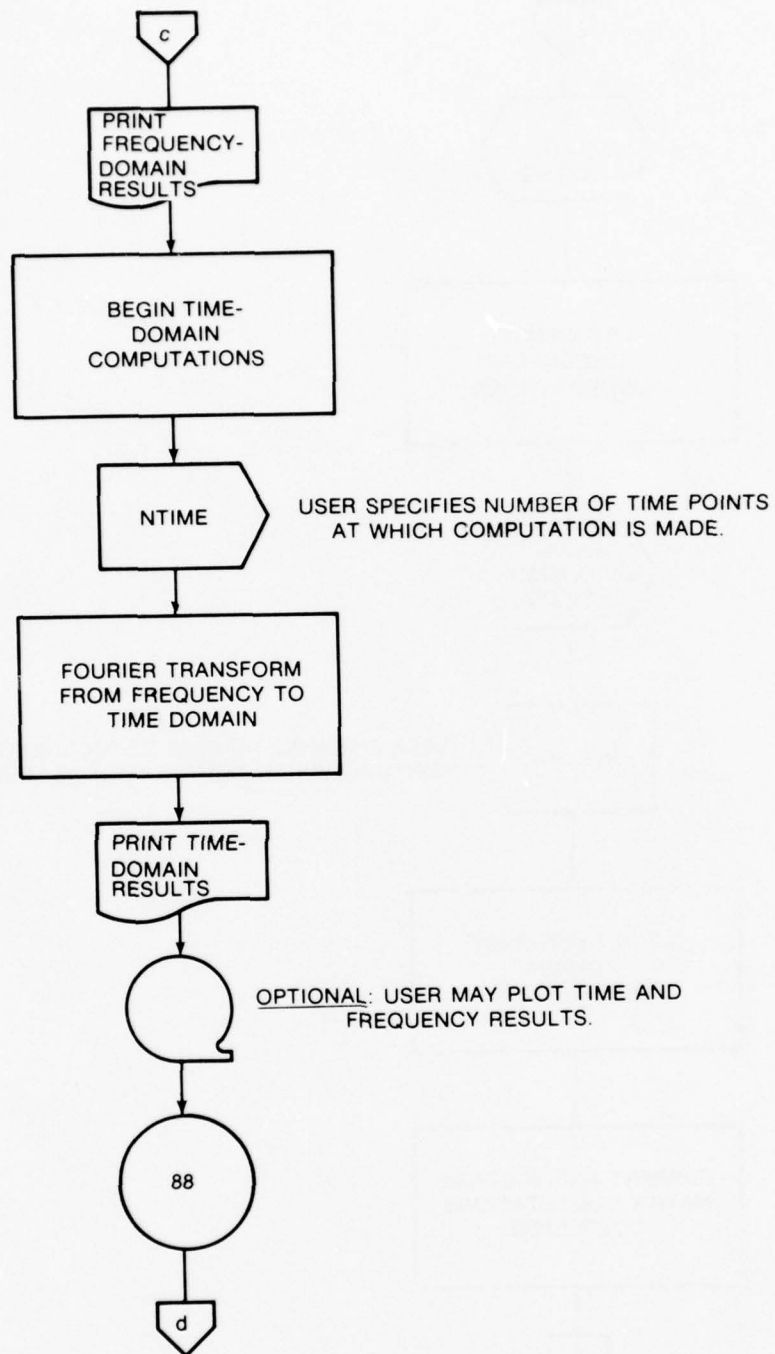 c
PRINT
FREQUENCY-
DOMAIN
RESULTS
BEGIN TIME-
DOMAIN
COMPUTATIONS
NTIME
USER SPECIFIES NUMBER OF TIME POINTS
AT WHICH COMPUTATION IS MADE.
FOURIER TRANSFORM
FROM FREQUENCY TO
TIME DOMAIN
PRINT TIME-
DOMAIN
RESULTS
OPTIONAL: USER MAY PLOT TIME AND
FREQUENCY RESULTS.
88
d